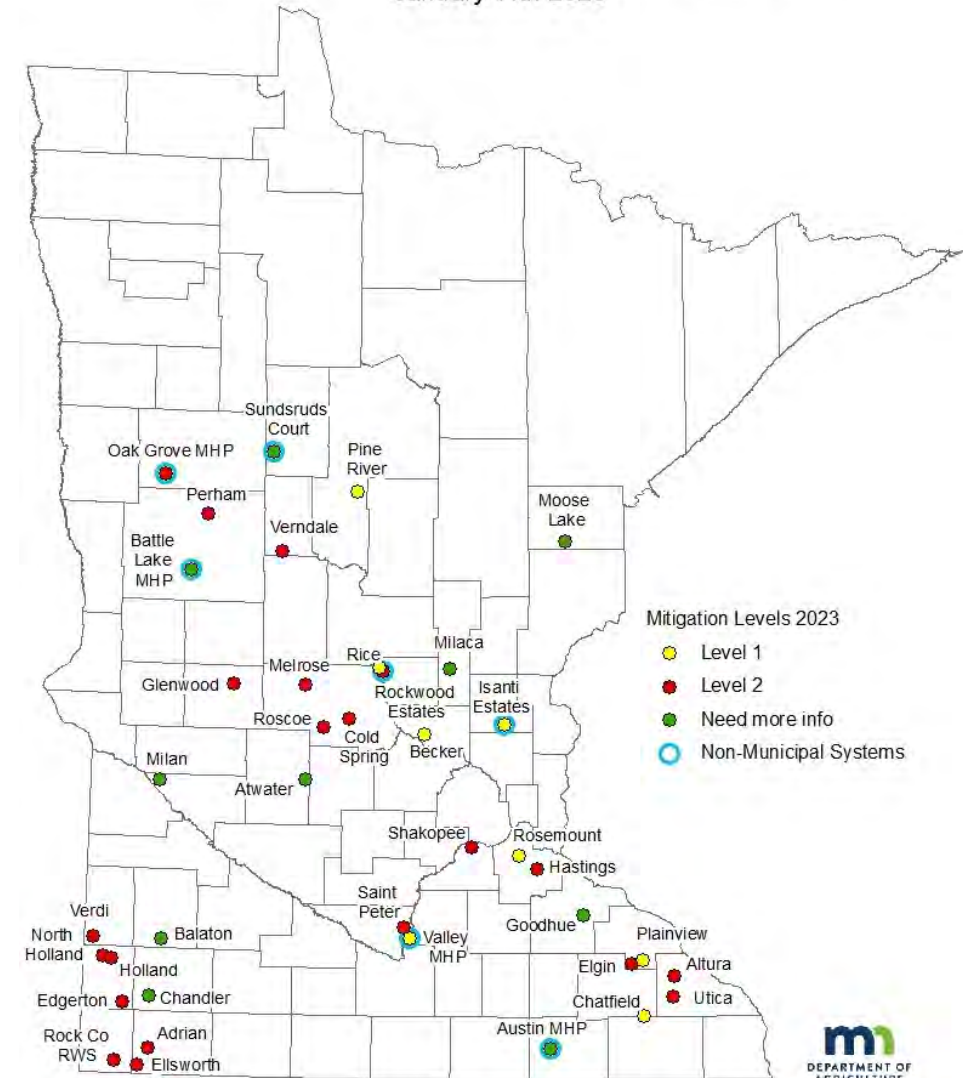 Sundsruds
Court
Oak Grove MHP
Pine
River
Perham
Moose
Lake
Verndale
Battle
Lake
MHP
Mitigation Levels 2023
Level 1
Level 2
Need more info
Non-Municipal Systems
Milaca
Rice
Melrose
Glenwood
Rockwood
Estates
Isanti
Estates
Roscoe
Cold
Spring
Becker
Milan
Atwater
Shakopee
Rosemount
Hastings
Saint
Peter
Goodhue
Verdi
North
Holland
Balaton
Valley
MHP
Plainview
Holland
Elgin
Altura
Edgerton
Chandler
Chatfield
Utica
Rock Co
RWS
Adrian
Austin MHP
Ellsworth
mn
DEPARTMENT OF